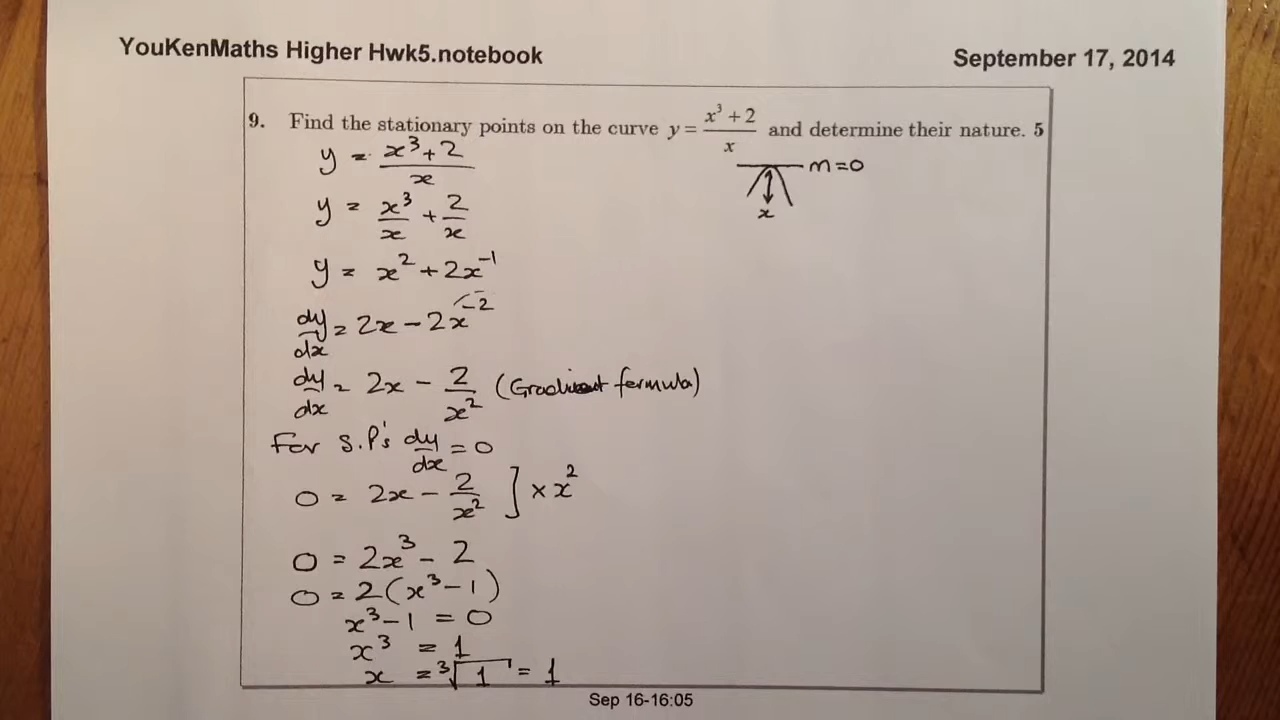 YouKenMaths Higher Hwk5.notebook
September 17, 2014
9. Find the stationary points on the curve y = (x³ + 2)/x and determine their nature. 5
y = (x³ + 2)/x
m = 0
x
y = x³/x + 2/x
y = x² + 2x⁻¹
dy/dx = 2x − 2x⁻²
dy/dx = 2x − 2/x² (Gradient formula)
For S.P's dy/dx = 0
0 = 2x − 2/x² ] × x²
0 = 2x³ − 2
0 = 2(x³ − 1)
x³ − 1 = 0
x³ = 1
x = ³√1 = 1
Sep 16-16:05